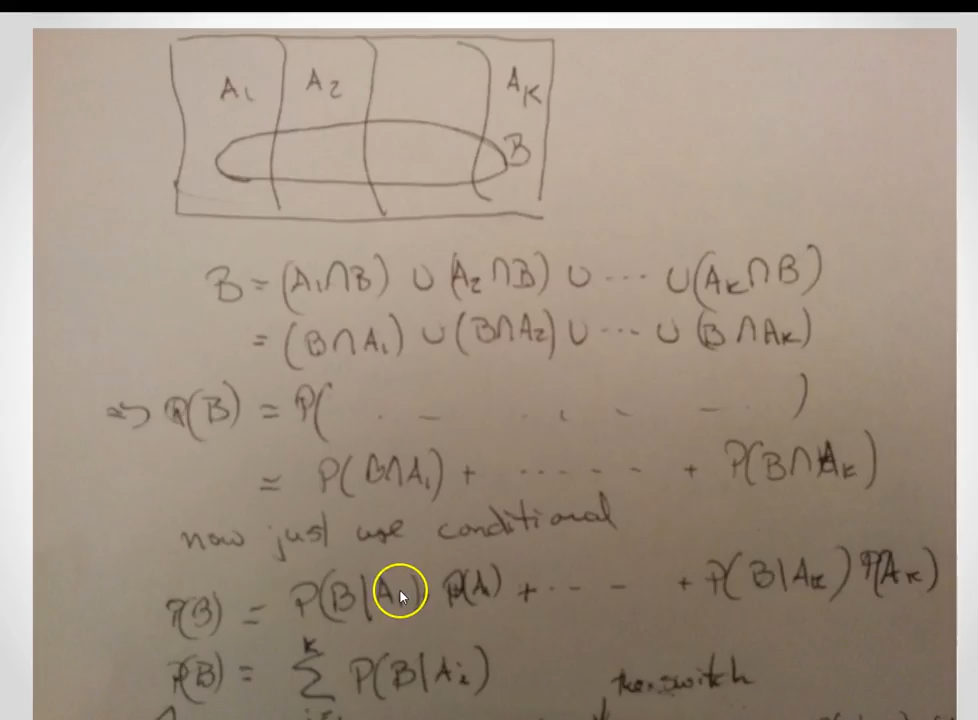 A₁ A₂ Aₖ
B
B = (A₁∩B) ∪ (A₂∩B) ∪ ⋯ ∪(Aₖ∩B)
= (B∩A₁) ∪ (B∩A₂) ∪ ⋯ ∪ (B∩Aₖ)
⇒ P(B) = P( . . – . . – – . )
= P(B∩A₁) + ⋯ + P(B∩Aₖ)
now just use conditional
P(B) = P(B|A₁) P(A₁) + ⋯ + P(B|Aₖ) P(Aₖ)
P(B) = ∑ᵏ P(B|Aᵢ)
switch